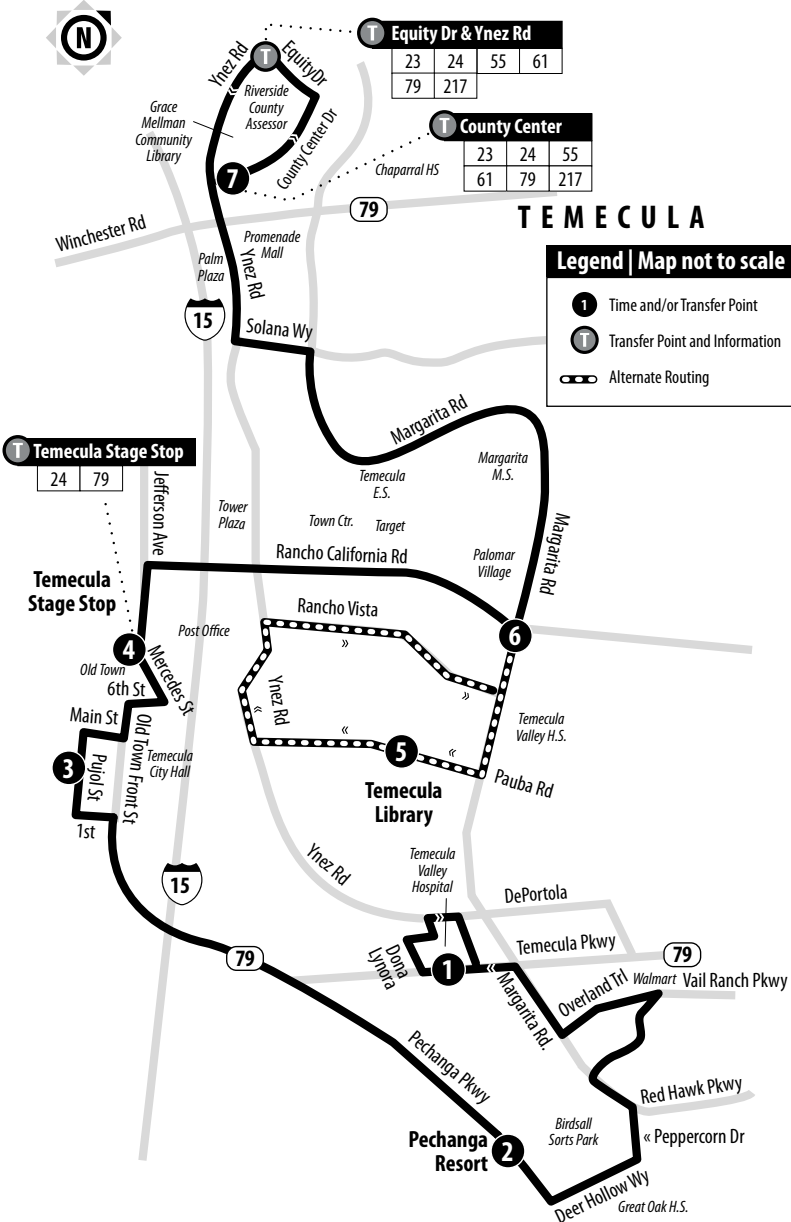 N
T Equity Dr & Ynez Rd
23 24 55 61
79 217
Ynez Rd
T
EquityDr
Riverside
County
Assessor
Grace
Mellman
Community
Library
County Center Dr
T County Center
23 24 55
61 79 217
7
Chaparral HS
79
TEMECULA
Winchester Rd
Promenade
Mall
Palm
Plaza
Ynez Rd
15
Solana Wy
Legend | Map not to scale
1 Time and/or Transfer Point
T Transfer Point and Information
Alternate Routing
Margarita Rd
T Temecula Stage Stop
24 79
Jefferson Ave
Temecula
E.S.
Margarita
M.S.
Tower
Plaza
Town Ctr.
Target
Margarita Rd
Rancho California Rd
Palomar
Village
Temecula
Stage Stop
Rancho Vista
Post Office
6
4
Mercedes St
Old Town
6th St
»
»
Ynez Rd
»
Main St
Old Town Front St
Temecula
City Hall
3
Pujol St
1st
«
5
«
Temecula
Valley H.S.
Pauba Rd
Temecula
Library
Ynez Rd
Temecula
Valley
Hospital
15
DePortola
»
Dona
Lynora
Temecula Pkwy
79
79
1
«
Margarita Rd.
Overland Trl
Walmart
Vail Ranch Pkwy
Pechanga Pkwy
Red Hawk Pkwy
Birdsall
Sorts Park
« Peppercorn Dr
Pechanga
Resort
2
Deer Hollow Wy
Great Oak H.S.